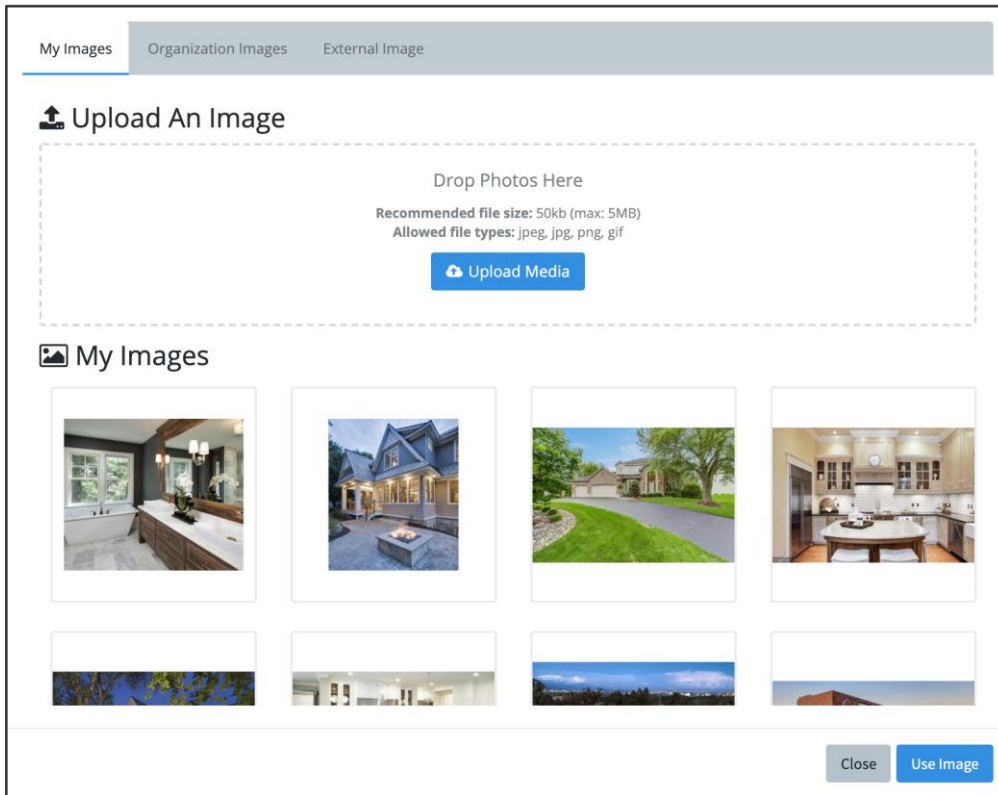 My Images Organization Images External Image
Upload An Image
Drop Photos Here
Recommended file size: 50kb (max: 5MB)
Allowed file types: jpeg, jpg, png, gif
Upload Media
My Images
Close Use Image